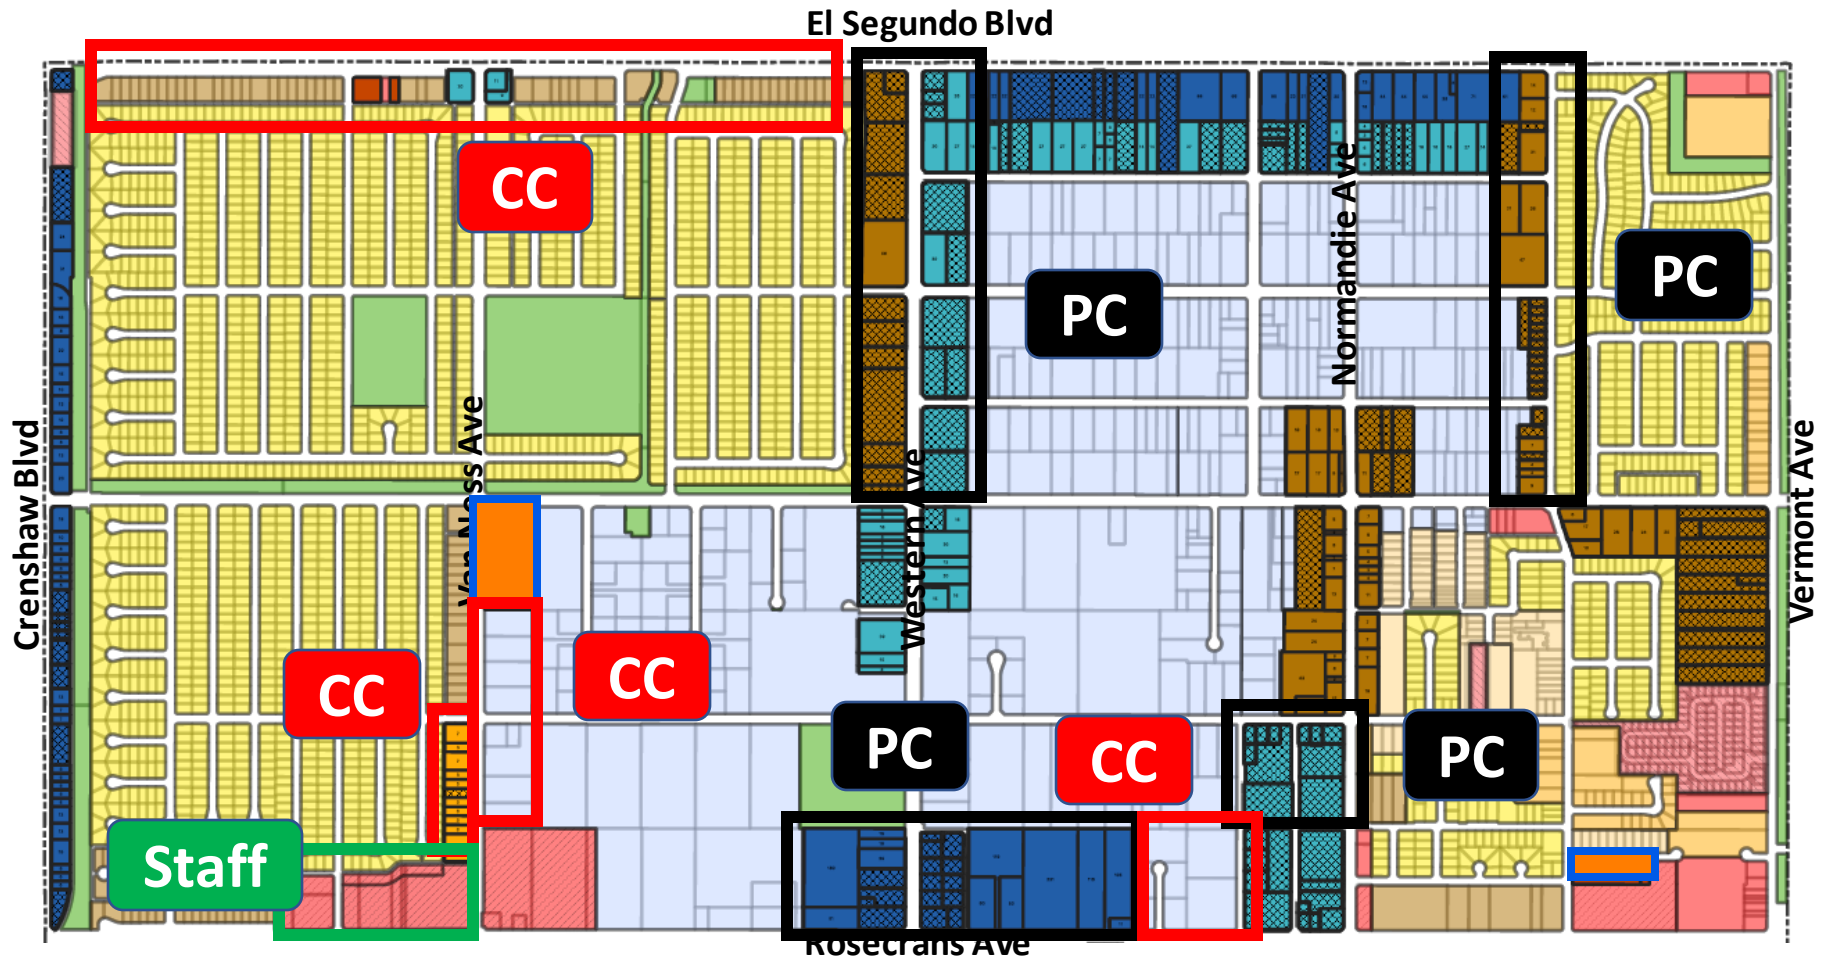 El Segundo Blvd
CC
Normandie Ave
PC
PC
Crenshaw Blvd
Van Ness Ave
Western Ave
Vermont Ave
CC
CC
PC
CC
PC
Staff
Rosecrans Ave